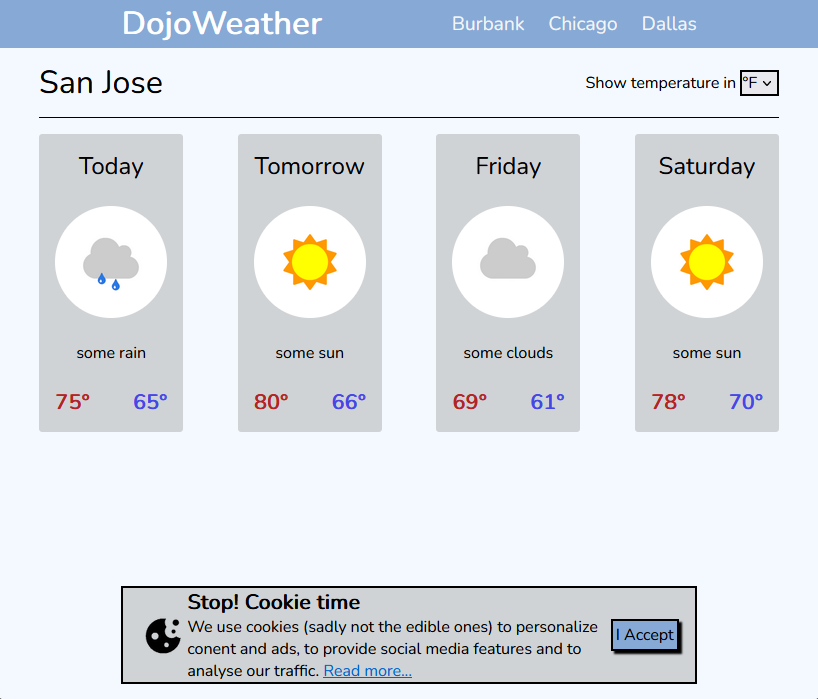 DojoWeather Burbank Chicago Dallas
San Jose Show temperature in °F
Today Tomorrow Friday Saturday
some rain some sun some clouds some sun
75° 65° 80° 66° 69° 61° 78° 70°
Stop! Cookie time
We use cookies (sadly not the edible ones) to personalize
conent and ads, to provide social media features and to
analyse our traffic. Read more...
I Accept